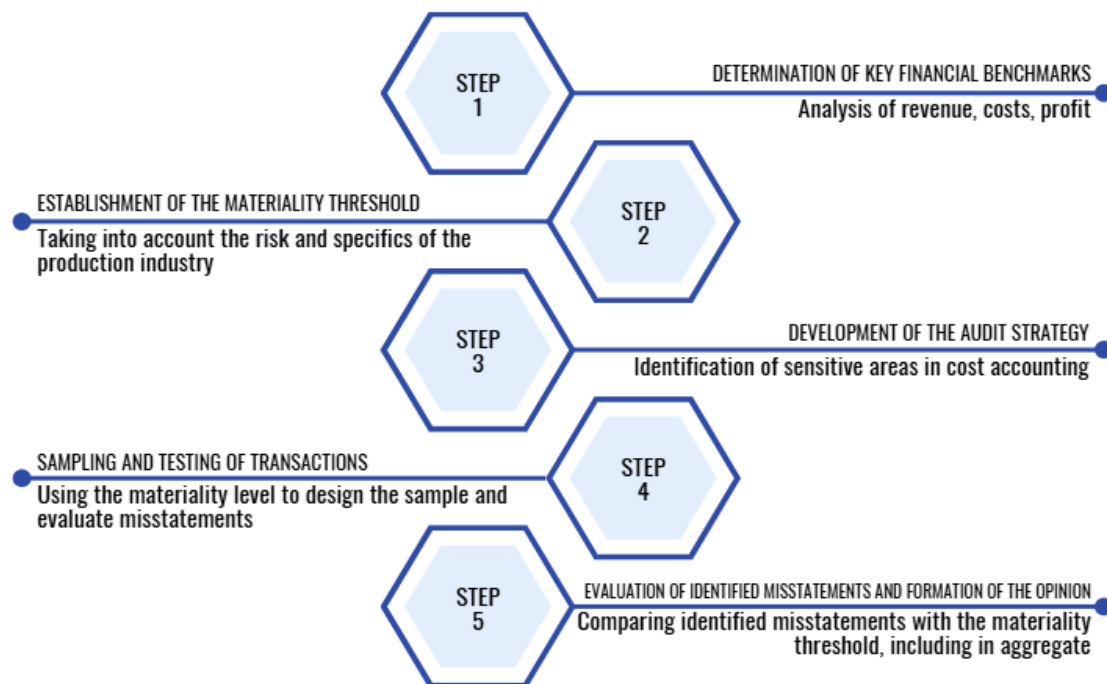 STEP
1
DETERMINATION OF KEY FINANCIAL BENCHMARKS
Analysis of revenue, costs, profit
STEP
2
ESTABLISHMENT OF THE MATERIALITY THRESHOLD
Taking into account the risk and specifics of the
production industry
STEP
3
DEVELOPMENT OF THE AUDIT STRATEGY
Identification of sensitive areas in cost accounting
STEP
4
SAMPLING AND TESTING OF TRANSACTIONS
Using the materiality level to design the sample and
evaluate misstatements
STEP
5
EVALUATION OF IDENTIFIED MISSTATEMENTS AND FORMATION OF THE OPINION
Comparing identified misstatements with the materiality
threshold, including in aggregate